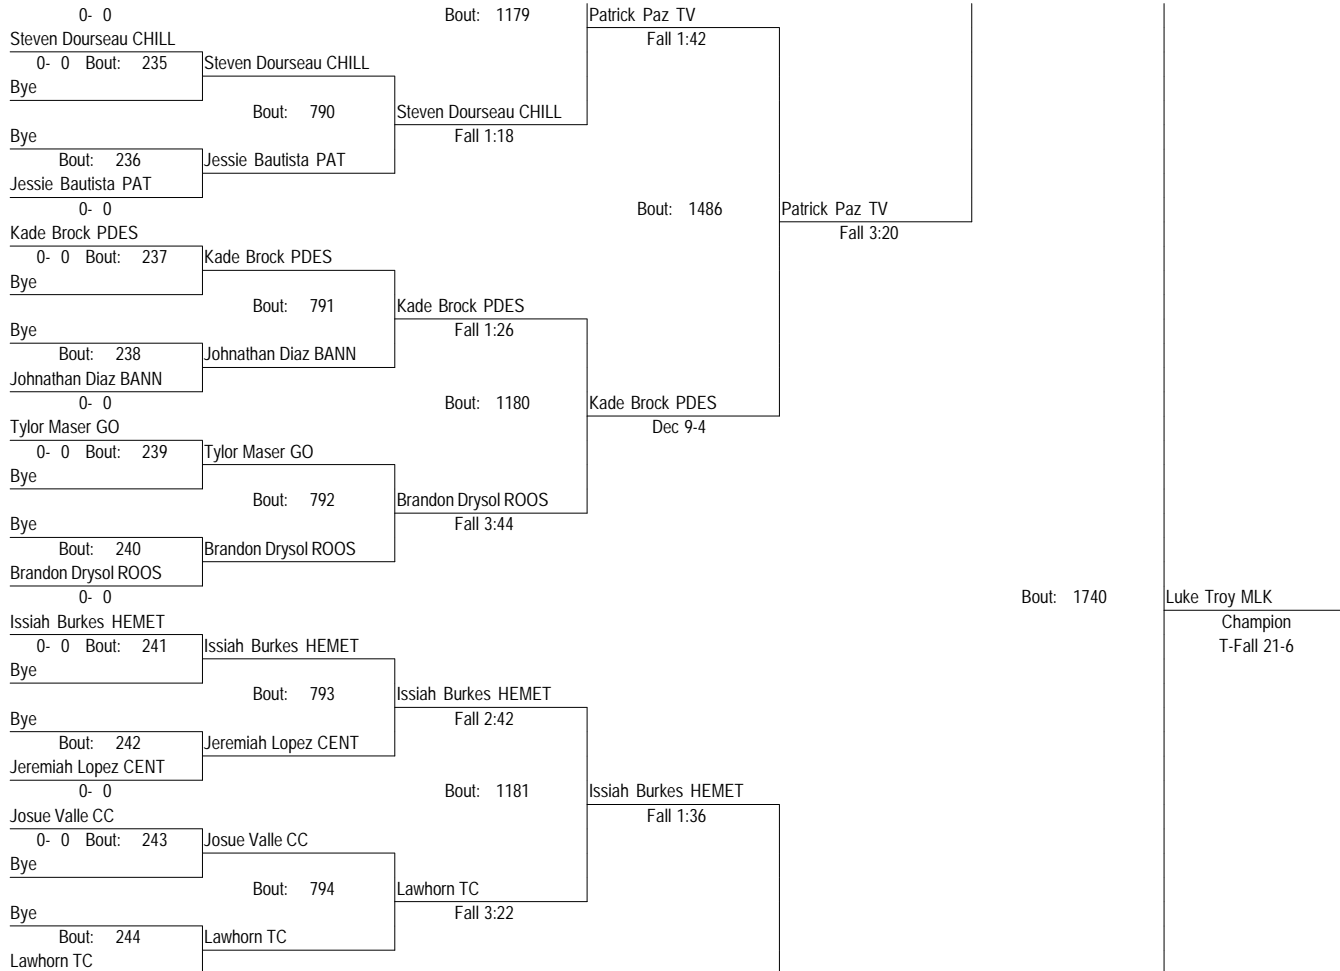 0- 0 Bout: 1179 Patrick Paz TV
Steven Dourseau CHILL Fall 1:42
0- 0 Bout: 235 Steven Dourseau CHILL
Bye
Bout: 790 Steven Dourseau CHILL
Bye Fall 1:18
Bout: 236 Jessie Bautista PAT
Jessie Bautista PAT
0- 0 Bout: 1486 Patrick Paz TV
Kade Brock PDES Fall 3:20
0- 0 Bout: 237 Kade Brock PDES
Bye
Bout: 791 Kade Brock PDES
Bye Fall 1:26
Bout: 238 Johnathan Diaz BANN
Johnathan Diaz BANN
0- 0 Bout: 1180 Kade Brock PDES
Tylor Maser GO Dec 9-4
0- 0 Bout: 239 Tylor Maser GO
Bye
Bout: 792 Brandon Drysol ROOS
Bye Fall 3:44
Bout: 240 Brandon Drysol ROOS
Brandon Drysol ROOS
0- 0 Bout: 1740 Luke Troy MLK
Issiah Burkes HEMET Champion
0- 0 Bout: 241 Issiah Burkes HEMET T-Fall 21-6
Bye
Bout: 793 Issiah Burkes HEMET
Bye Fall 2:42
Bout: 242 Jeremiah Lopez CENT
Jeremiah Lopez CENT
0- 0 Bout: 1181 Issiah Burkes HEMET
Josue Valle CC Fall 1:36
0- 0 Bout: 243 Josue Valle CC
Bye
Bout: 794 Lawhorn TC
Bye Fall 3:22
Bout: 244 Lawhorn TC
Lawhorn TC